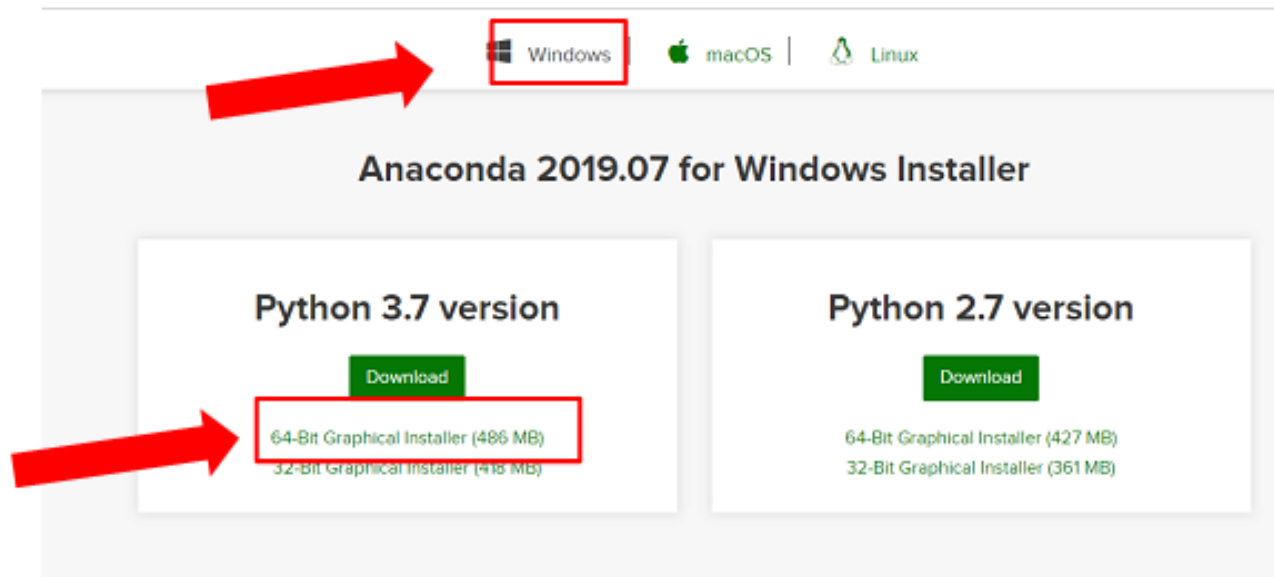 Windows | macOS | Linux
Anaconda 2019.07 for Windows Installer
Python 3.7 version
Download
64-Bit Graphical Installer (486 MB)
32-Bit Graphical Installer (418 MB)
Python 2.7 version
Download
64-Bit Graphical Installer (427 MB)
32-Bit Graphical Installer (361 MB)